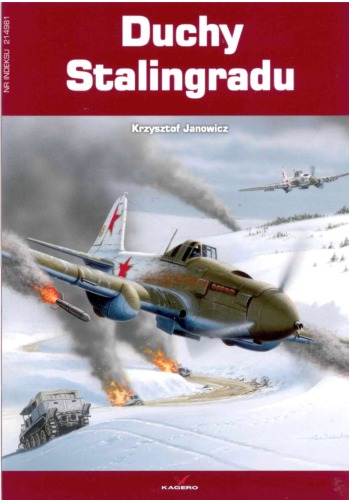 NR INDEKSU 214981
Duchy
Stalingradu
Krzysztof Janowicz
KAGERO